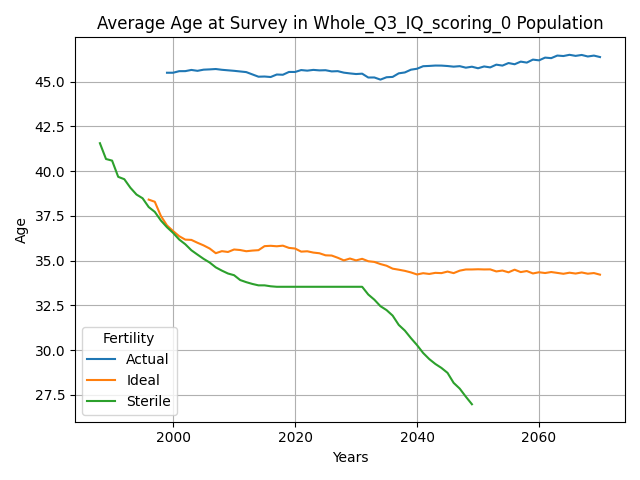 Average Age at Survey in Whole_Q3_IQ_scoring_0 Population
45.0
42.5
40.0
37.5
35.0
32.5
30.0
27.5
Age
Fertility
Actual
Ideal
Sterile
2000
2020
2040
2060
Years